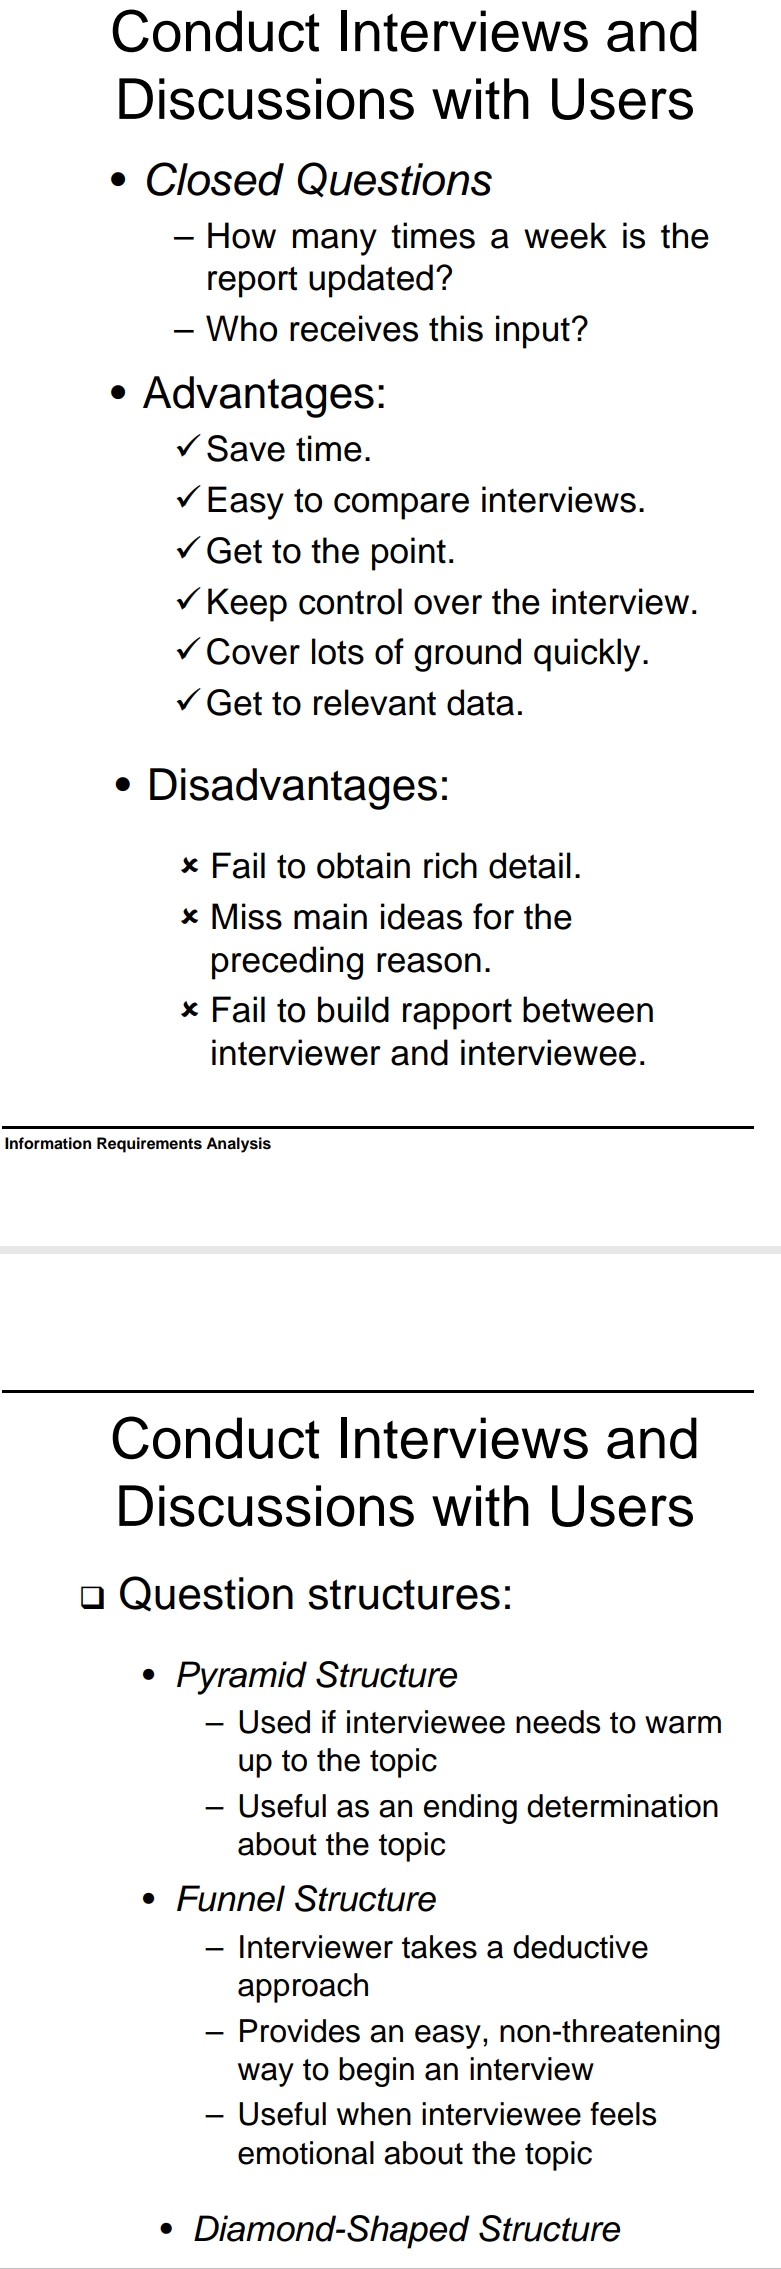 Conduct Interviews and
Discussions with Users
• Closed Questions
– How many times a week is the
report updated?
– Who receives this input?
• Advantages:
✓ Save time.
✓ Easy to compare interviews.
✓ Get to the point.
✓ Keep control over the interview.
✓ Cover lots of ground quickly.
✓ Get to relevant data.
• Disadvantages:
✗ Fail to obtain rich detail.
✗ Miss main ideas for the
preceding reason.
✗ Fail to build rapport between
interviewer and interviewee.
Information Requirements Analysis
Conduct Interviews and
Discussions with Users
❑ Question structures:
• Pyramid Structure
– Used if interviewee needs to warm
up to the topic
– Useful as an ending determination
about the topic
• Funnel Structure
– Interviewer takes a deductive
approach
– Provides an easy, non-threatening
way to begin an interview
– Useful when interviewee feels
emotional about the topic
• Diamond-Shaped Structure